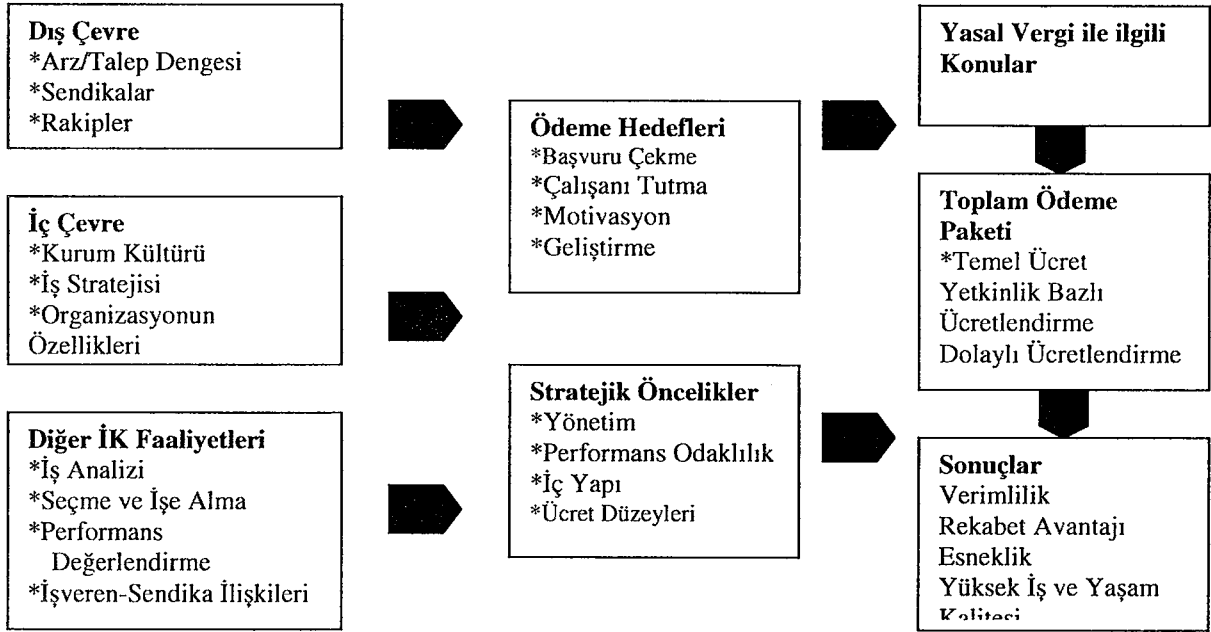 Dış Çevre
*Arz/Talep Dengesi
*Sendikalar
*Rakipler
İç Çevre
*Kurum Kültürü
*İş Stratejisi
*Organizasyonun
Özellikleri
Diğer İK Faaliyetleri
*İş Analizi
*Seçme ve İşe Alma
*Performans
Değerlendirme
*İşveren-Sendika İlişkileri
Ödeme Hedefleri
*Başvuru Çekme
*Çalışanı Tutma
*Motivasyon
*Geliştirme
Stratejik Öncelikler
*Yönetim
*Performans Odaklılık
*İç Yapı
*Ücret Düzeyleri
Yasal Vergi ile ilgili
Konular
Toplam Ödeme
Paketi
*Temel Ücret
Yetkinlik Bazlı
Ücretlendirme
Dolaylı Ücretlendirme
Sonuçlar
Verimlilik
Rekabet Avantajı
Esneklik
Yüksek İş ve Yaşam
Kalitesi